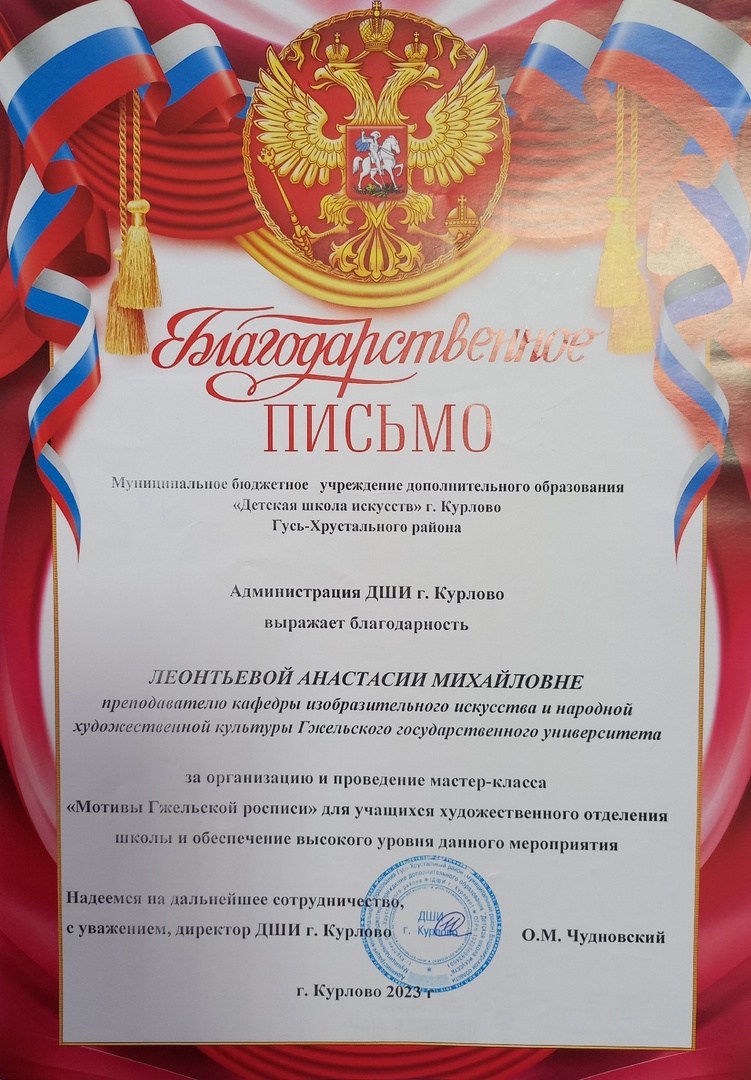 Благодарственное
ПИСЬМО
Муниципальное бюджетное учреждение дополнительного образования
«Детская школа искусств» г. Курлово
Гусь-Хрустального района
Администрация ДШИ г. Курлово
выражает благодарность
ЛЕОНТЬЕВОЙ АНАСТАСИИ МИХАЙЛОВНЕ
преподавателю кафедры изобразительного искусства и народной
художественной культуры Гжельского государственного университета
за организацию и проведение мастер-класса
«Мотивы Гжельской росписи» для учащихся художественного отделения
школы и обеспечение высокого уровня данного мероприятия
Надеемся на дальнейшее сотрудничество,
с уважением, директор ДШИ г. Курлово
О.М. Чудновский
ДШИ
г. Курлово
г. Курлово 2023 г